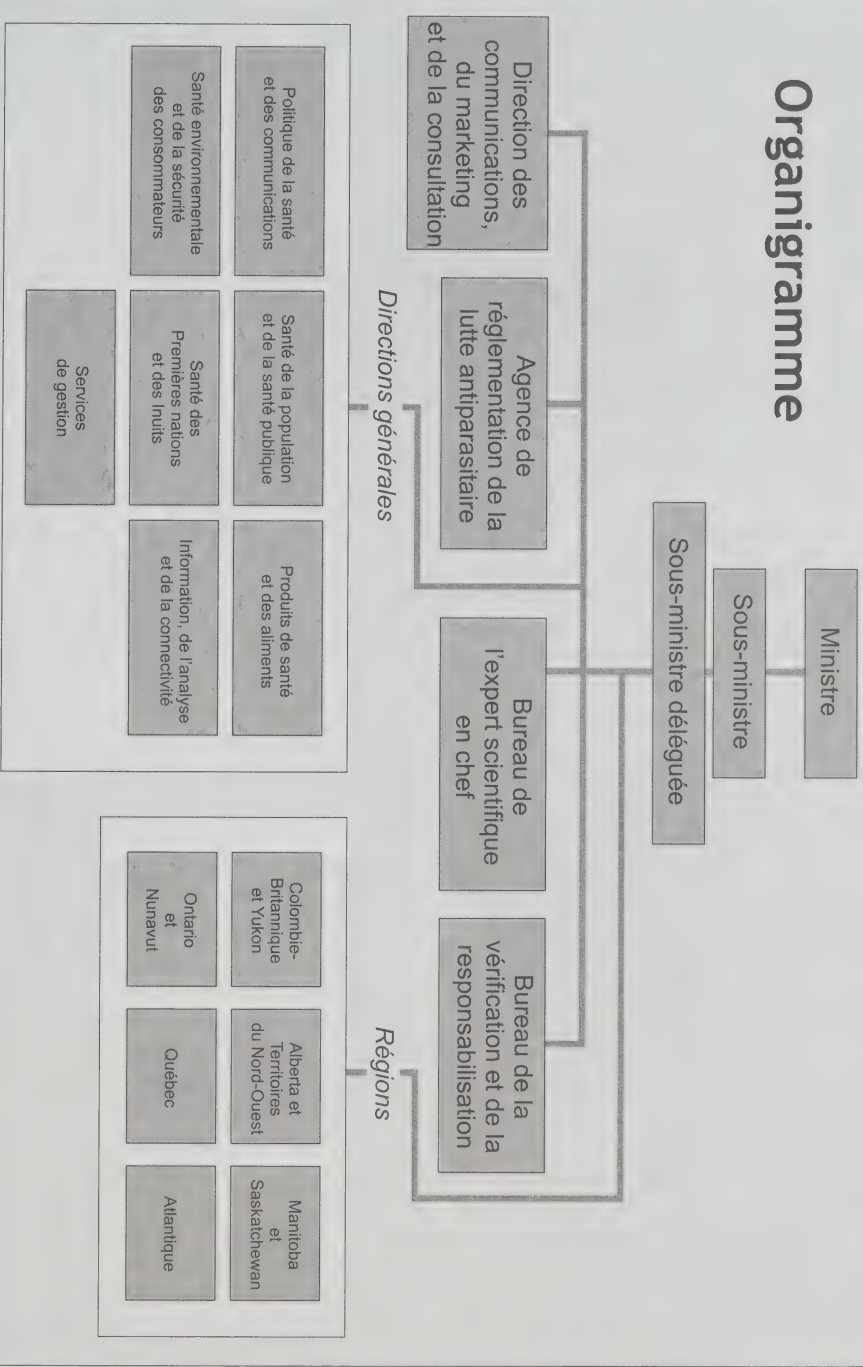 Organigramme
Ministre
Sous-ministre
Sous-ministre déléguée
Direction des
communications,
du marketing
et de la consultation
Agence de
réglementation de la
lutte antiparasitaire
Bureau de
l'expert scientifique
en chef
Bureau de la
vérification et de la
responsabilisation
Directions générales
Politique de la santé
et des communications
Santé de la population
et de la santé publique
Produits de santé
et des aliments
Santé environnementale
et de la sécurité
des consommateurs
Santé des
Premières nations
et des Inuits
Information, de l'analyse
et de la connectivité
Services
de gestion
Régions
Colombie-
Britannique
et Yukon
Alberta et
Territoires
du Nord-Ouest
Manitoba
et
Saskatchewan
Ontario
et
Nunavut
Québec
Atlantique